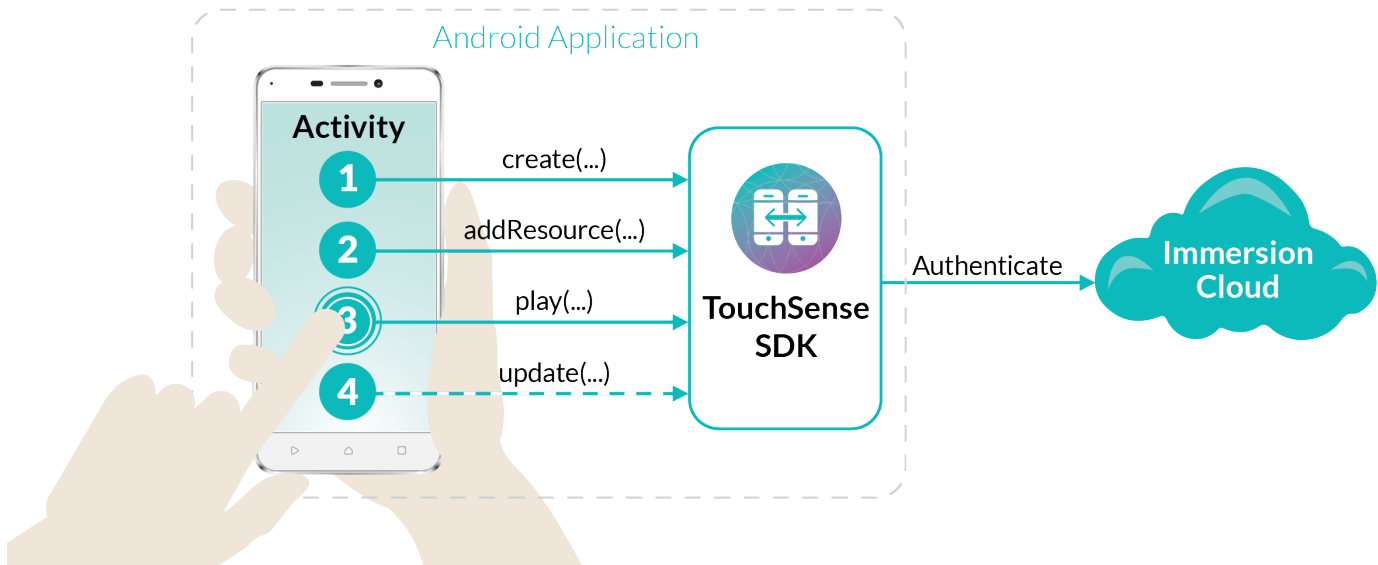 Android Application
Activity
1
create(...)
2
addResource(...)
3
play(...)
4
update(...)
TouchSense
SDK
Authenticate
Immersion
Cloud